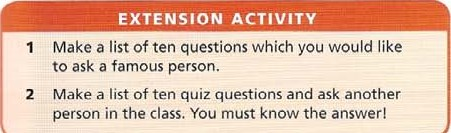 EXTENSION ACTIVITY
1 Make a list of ten questions which you would like
to ask a famous person.
2 Make a list of ten quiz questions and ask another
person in the class. You must know the answer!